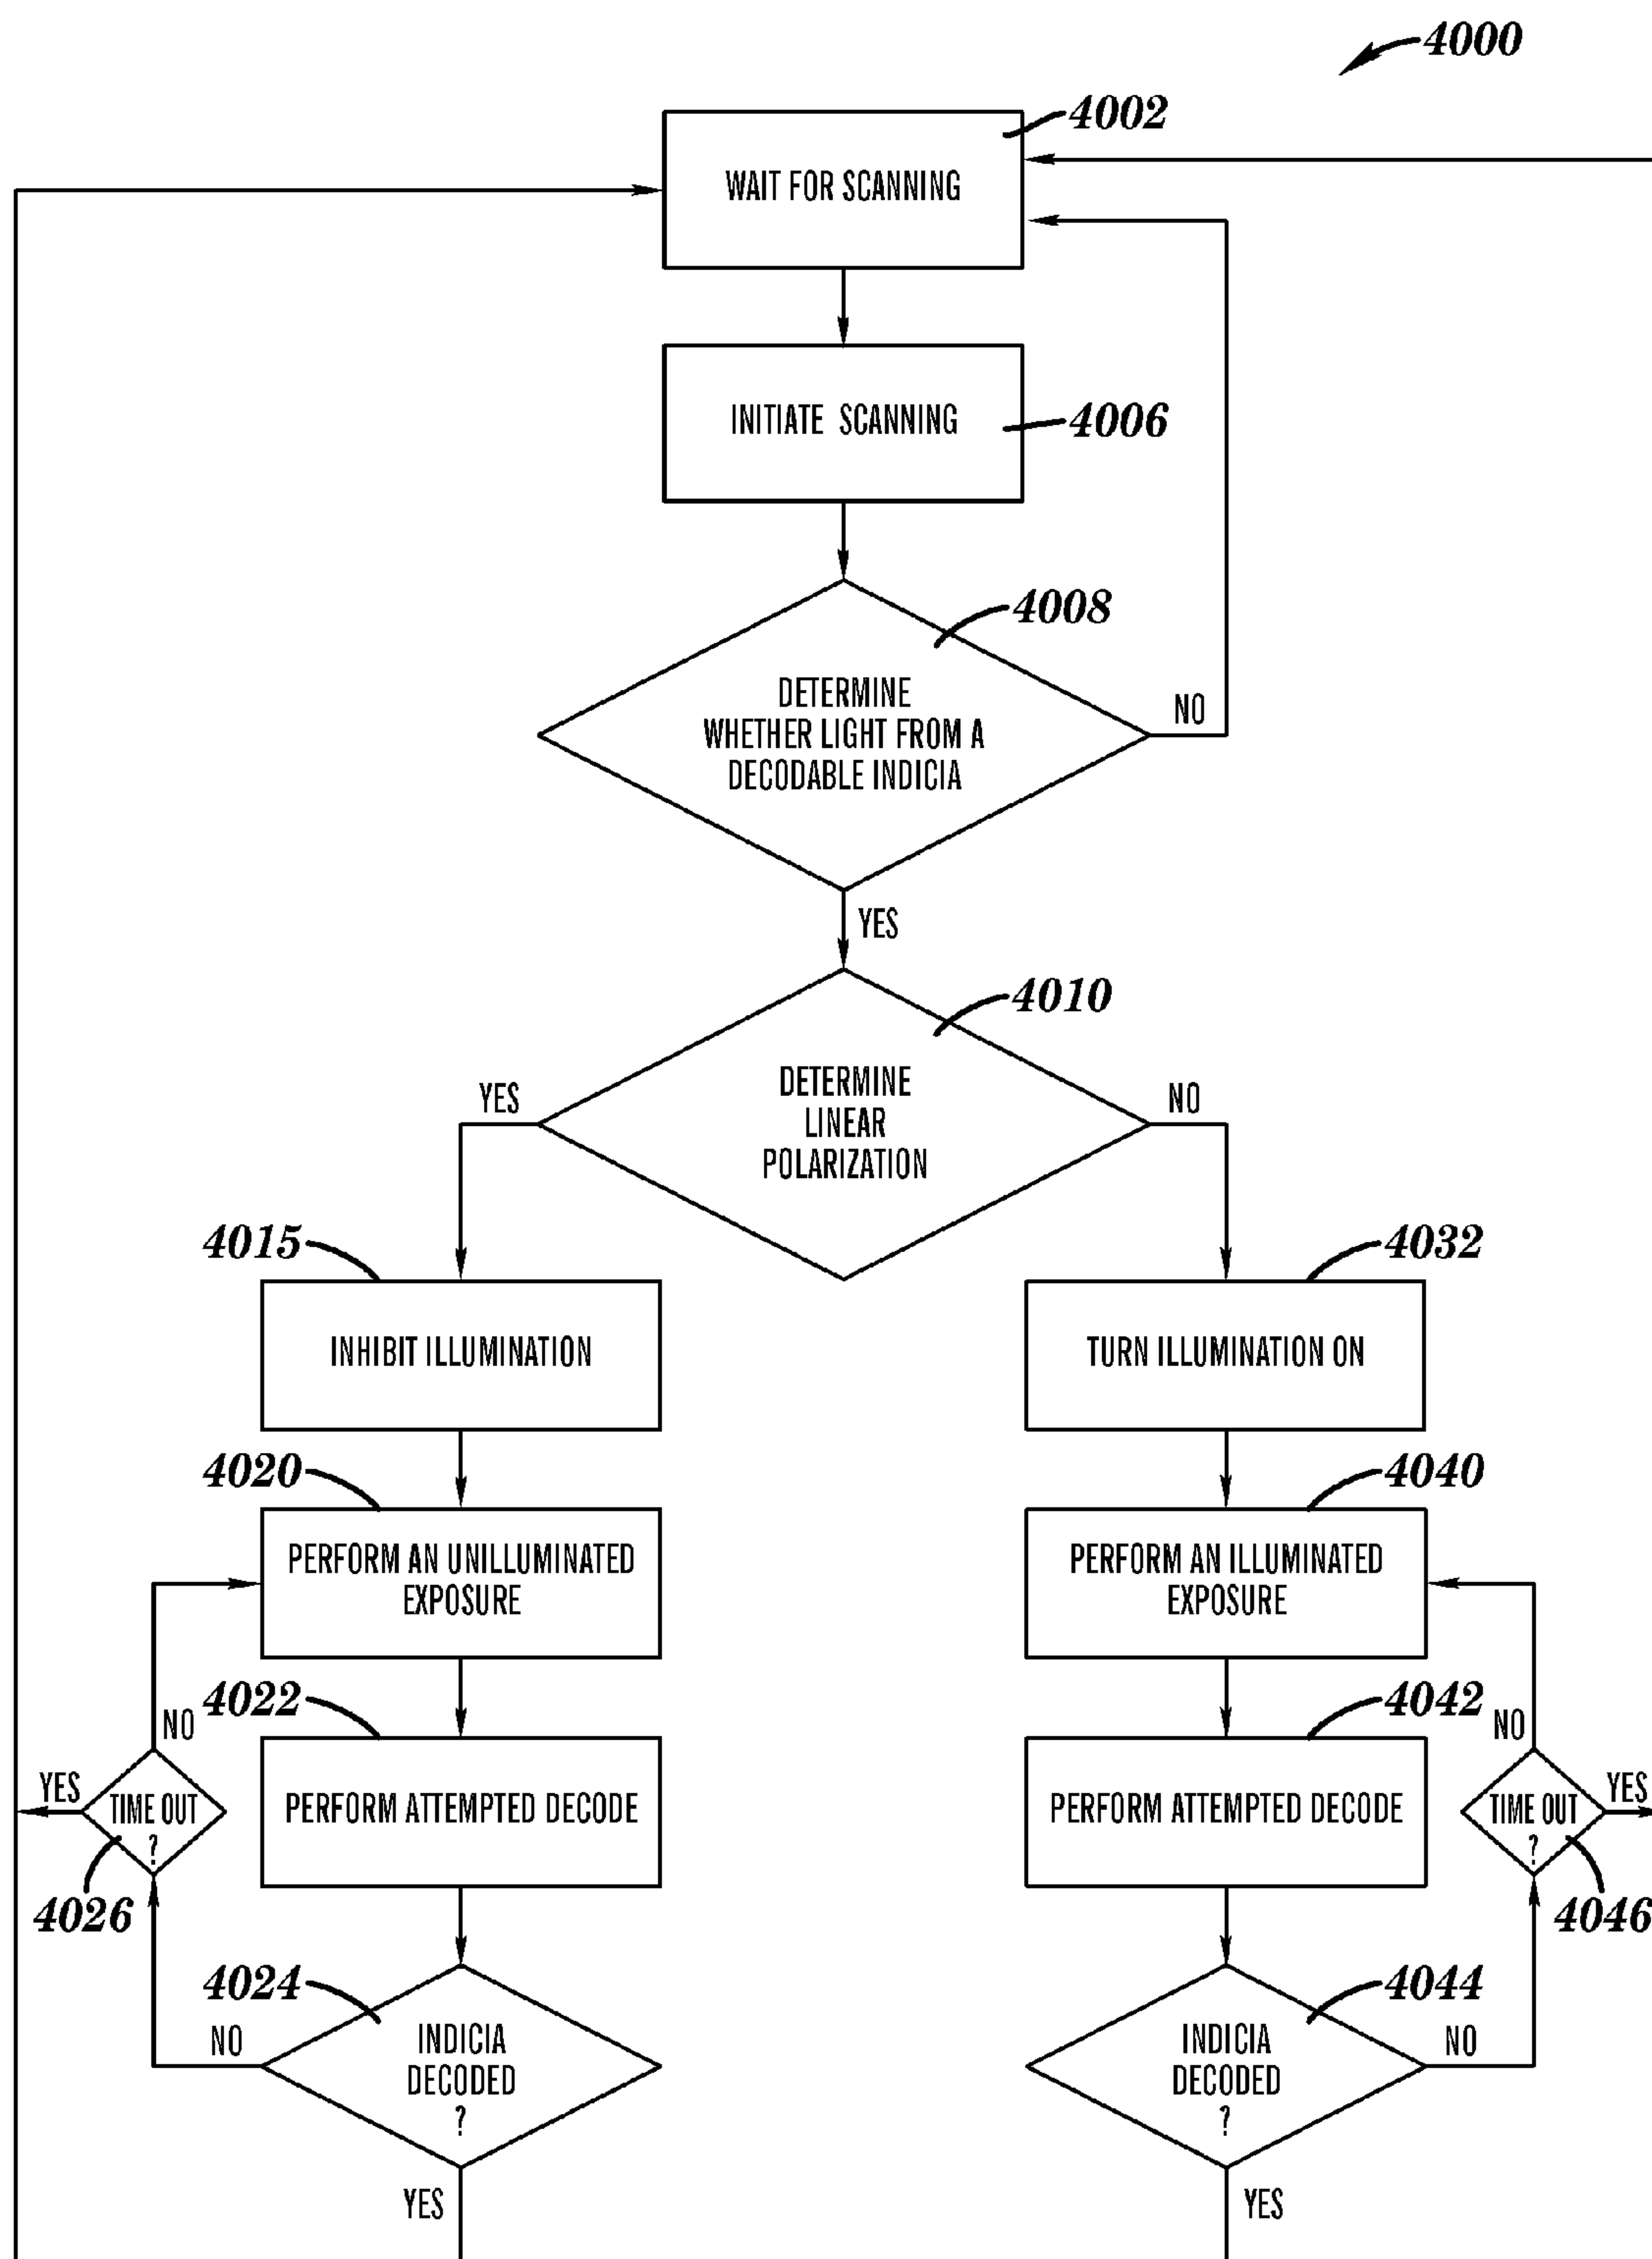 4000
4002
WAIT FOR SCANNING
INITIATE SCANNING
4006
4008
DETERMINE
WHETHER LIGHT FROM A
DECODABLE INDICIA
NO
YES
4010
DETERMINE
LINEAR
POLARIZATION
YES
NO
4015
INHIBIT ILLUMINATION
4032
TURN ILLUMINATION ON
4020
PERFORM AN UNILLUMINATED
EXPOSURE
4040
PERFORM AN ILLUMINATED
EXPOSURE
4022
PERFORM ATTEMPTED DECODE
4042
PERFORM ATTEMPTED DECODE
NO
YES
TIME OUT
?
4026
NO
YES
TIME OUT
?
4046
4024
INDICIA
DECODED
?
NO
YES
4044
INDICIA
DECODED
?
NO
YES